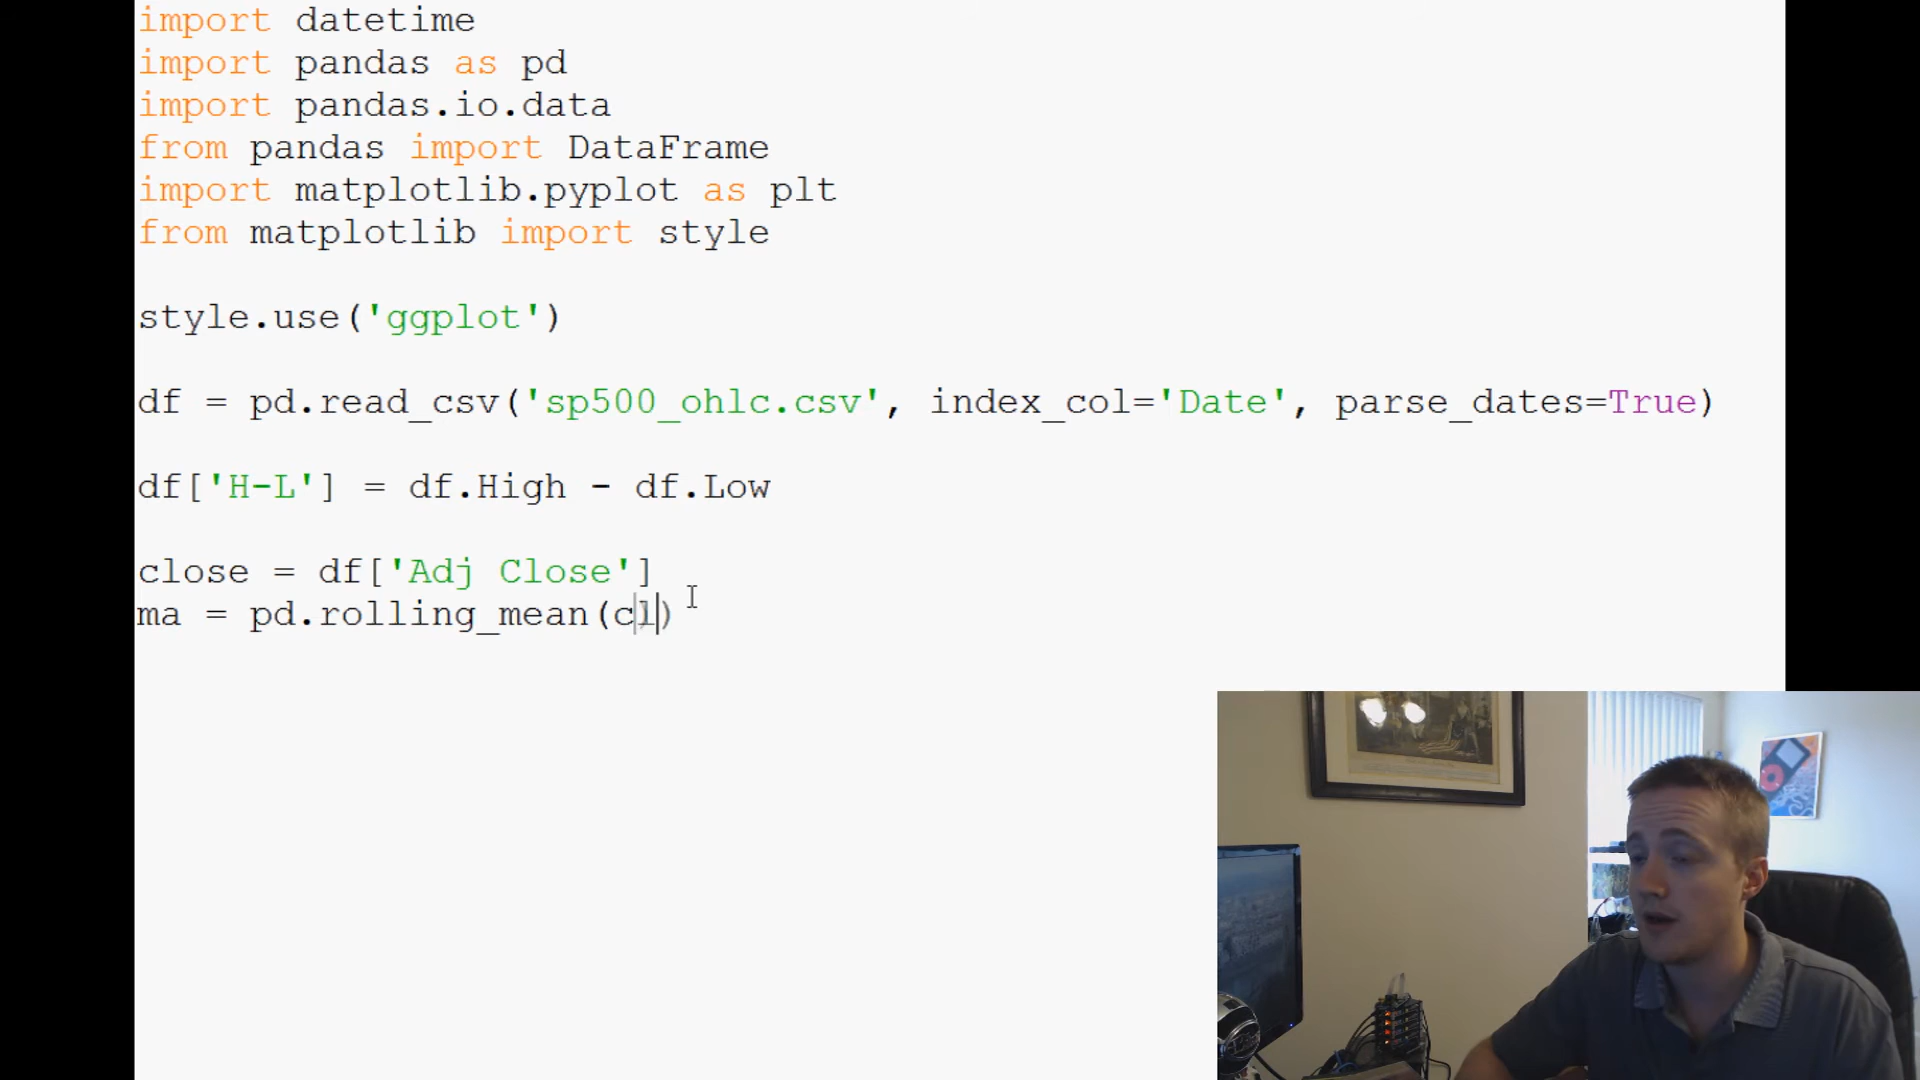 import datetime
import pandas as pd
import pandas.io.data
from pandas import DataFrame
import matplotlib.pyplot as plt
from matplotlib import style
style.use('ggplot')
df = pd.read_csv('sp500_ohlc.csv', index_col='Date', parse_dates=True)
df['H-L'] = df.High - df.Low
close = df['Adj Close']
ma = pd.rolling_mean(cl)